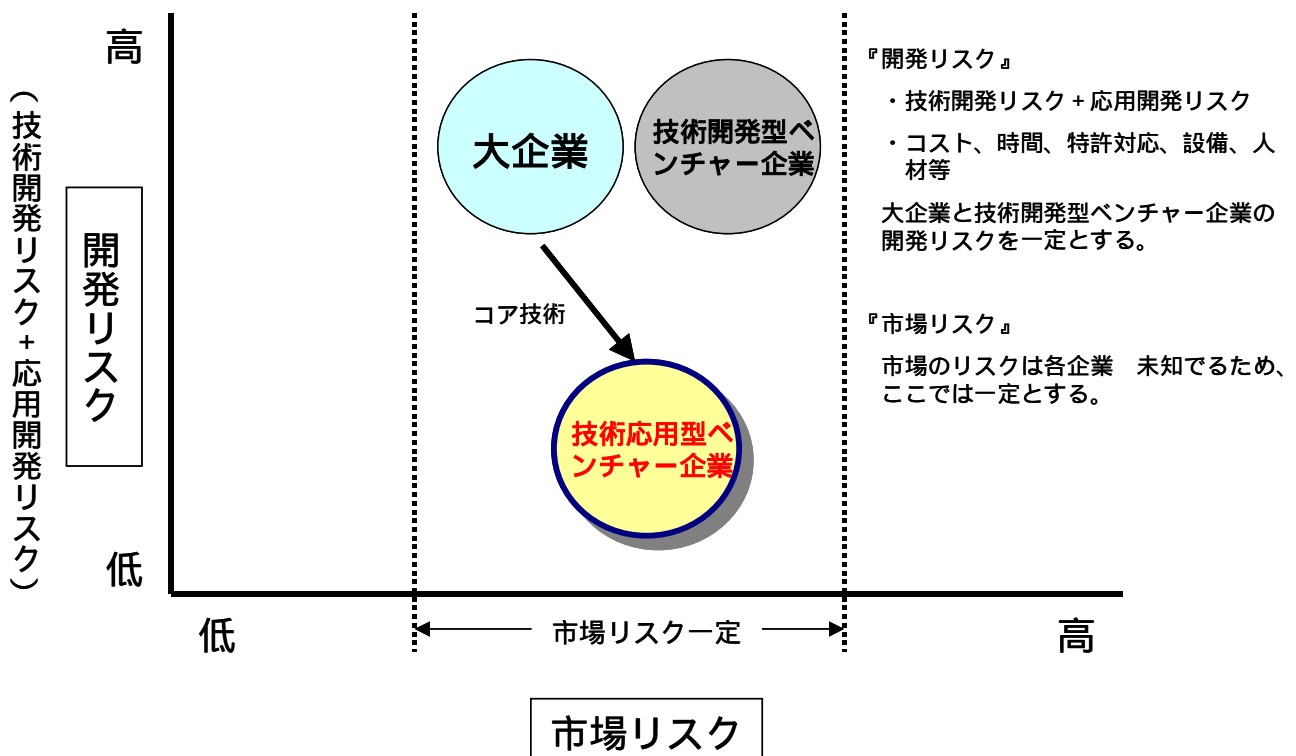 高
(技術開発リスク+応用開発リスク)
開発リスク
低
大企業
技術開発型ベ
ンチャー企業
コア技術
技術応用型ベ
ンチャー企業
『開発リスク』
・技術開発リスク+応用開発リスク
・コスト、時間、特許対応、設備、人
材等
大企業と技術開発型ベンチャー企業の
開発リスクを一定とする。
『市場リスク』
市場のリスクは各企業 未知でるため、
ここでは一定とする。
低
市場リスク一定
高
市場リスク